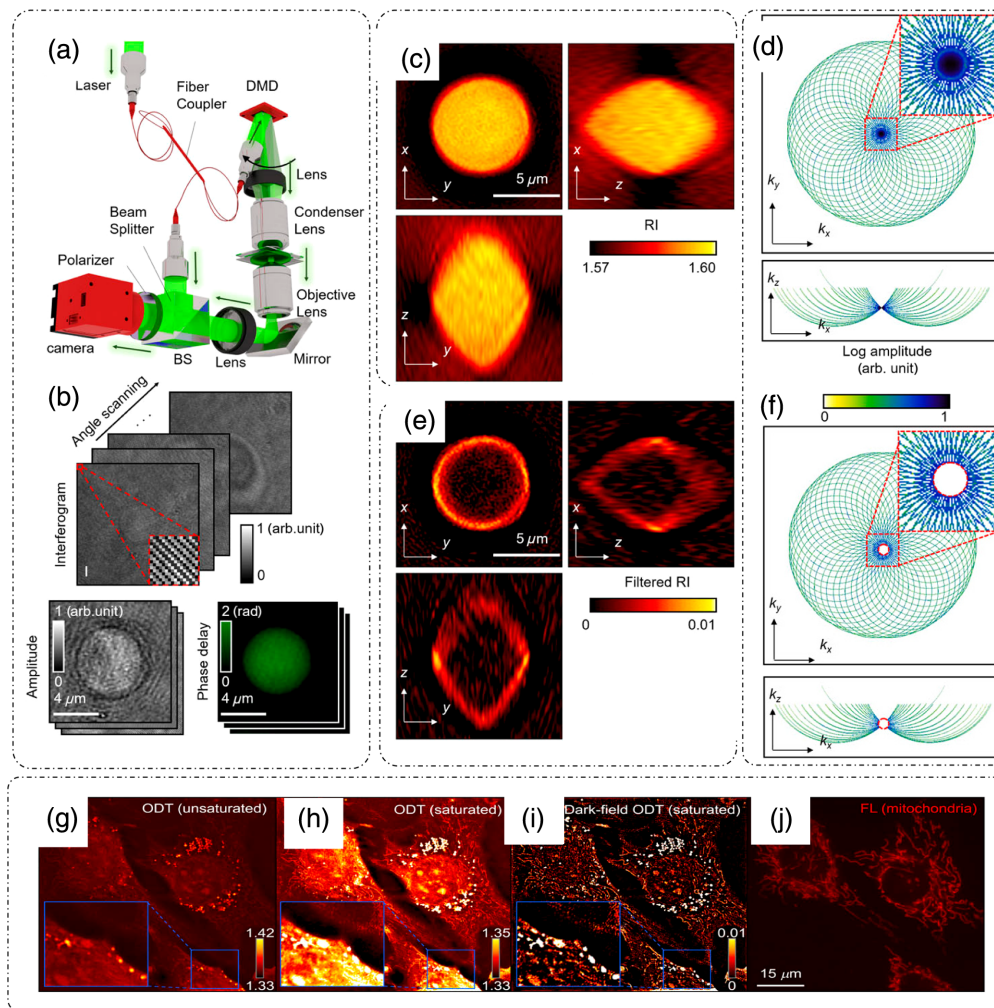 (a)
Laser
Fiber
Coupler
DMD
Lens
Beam
Splitter
Condenser
Lens
Polarizer
Objective
Lens
camera
BS
Lens
Mirror
(b)
Angle scanning
. . .
Interferogram
1 (arb.unit)
0
1 (arb.unit)
0
4 μm
Amplitude
2 (rad)
0
4 μm
Phase delay
(c)
x
y
5 μm
x
z
z
y
RI
1.57
1.60
(d)
ky
kx
kz
kx
Log amplitude
(arb. unit)
0
1
(e)
x
y
5 μm
x
z
z
y
Filtered RI
0
0.01
(f)
ky
kx
kz
kx
(g)
ODT (unsaturated)
1.42
1.33
(h)
ODT (saturated)
1.35
1.33
(i)
Dark-field ODT (saturated)
0.01
0
(j)
FL (mitochondria)
15 μm